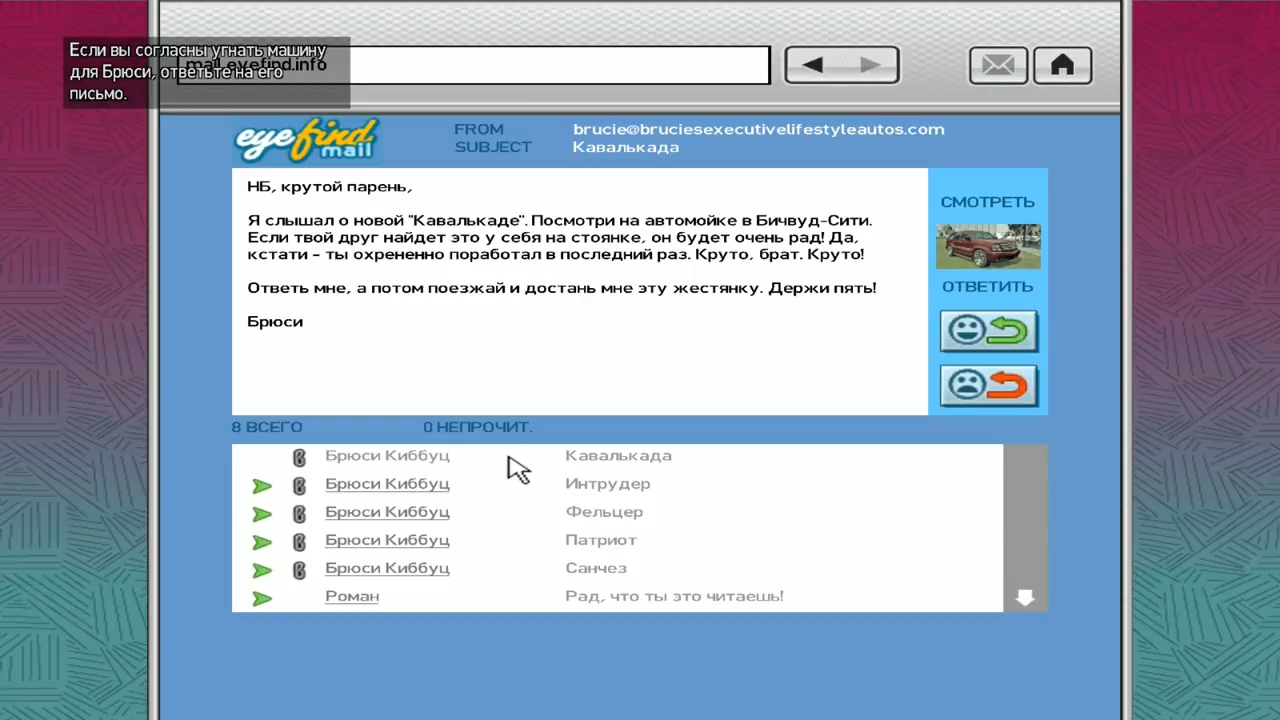 Если вы согласны угнать машину
для Брюси, ответьте на его
письмо.
mail.eyefind.info
eyefind
mail
FROM brucie@bruciesexecutivelifestyleautos.com
SUBJECT Кавалькада
НБ, крутой парень,
Я слышал о новой "Кавалькаде". Посмотри на автомойке в Бичвуд-Сити.
Если твой друг найдет это у себя на стоянке, он будет очень рад! Да,
кстати - ты охрененно поработал в последний раз. Круто, брат. Круто!
Ответь мне, а потом поезжай и достань мне эту жестянку. Держи пять!
Брюси
СМОТРЕТЬ
ОТВЕТИТЬ
8 ВСЕГО 0 НЕПРОЧИТ.
Брюси Киббуц Кавалькада
Брюси Киббуц Интрудер
Брюси Киббуц Фельцер
Брюси Киббуц Патриот
Брюси Киббуц Санчез
Роман Рад, что ты это читаешь!